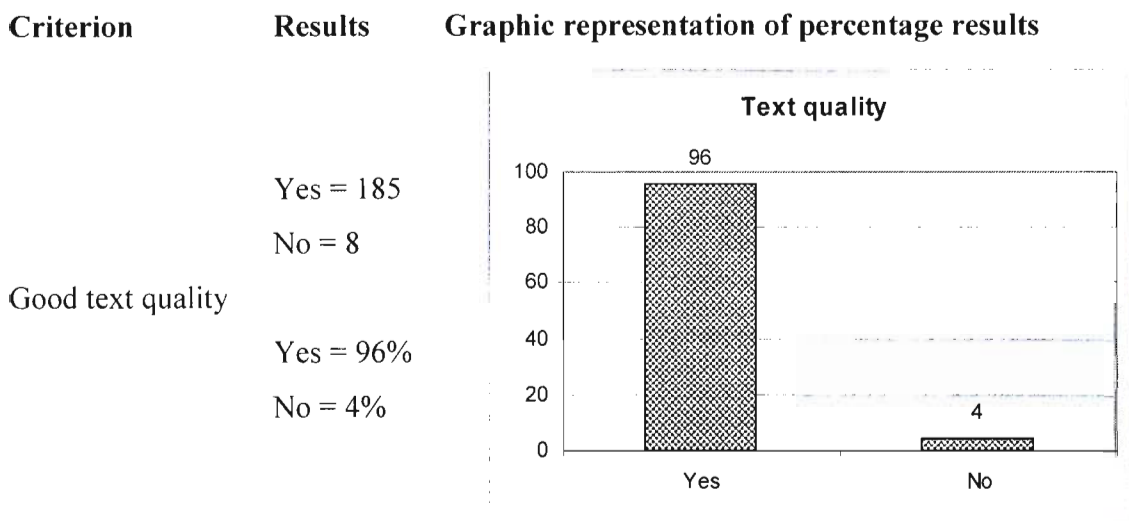 Criterion Results Graphic representation of percentage results
Good text quality
Yes = 185
No = 8
Yes = 96%
No = 4%
Text quality
100
80
60
40
20
0
96
4
Yes No